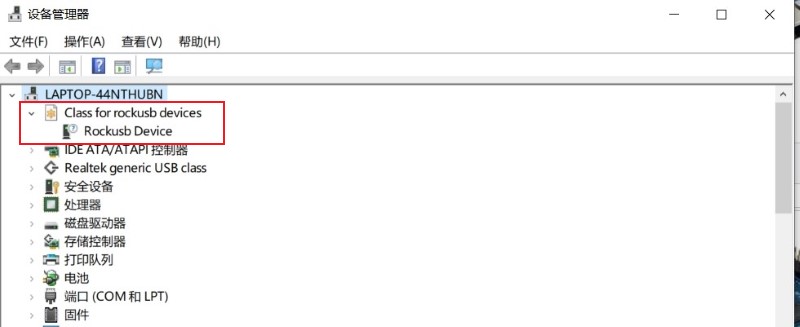 设备管理器
文件(F) 操作(A) 查看(V) 帮助(H)
LAPTOP-44NTHUBN
Class for rockusb devices
Rockusb Device
IDE ATA/ATAPI 控制器
Realtek generic USB class
安全设备
处理器
磁盘驱动器
存储控制器
打印队列
电池
端口 (COM 和 LPT)
固件